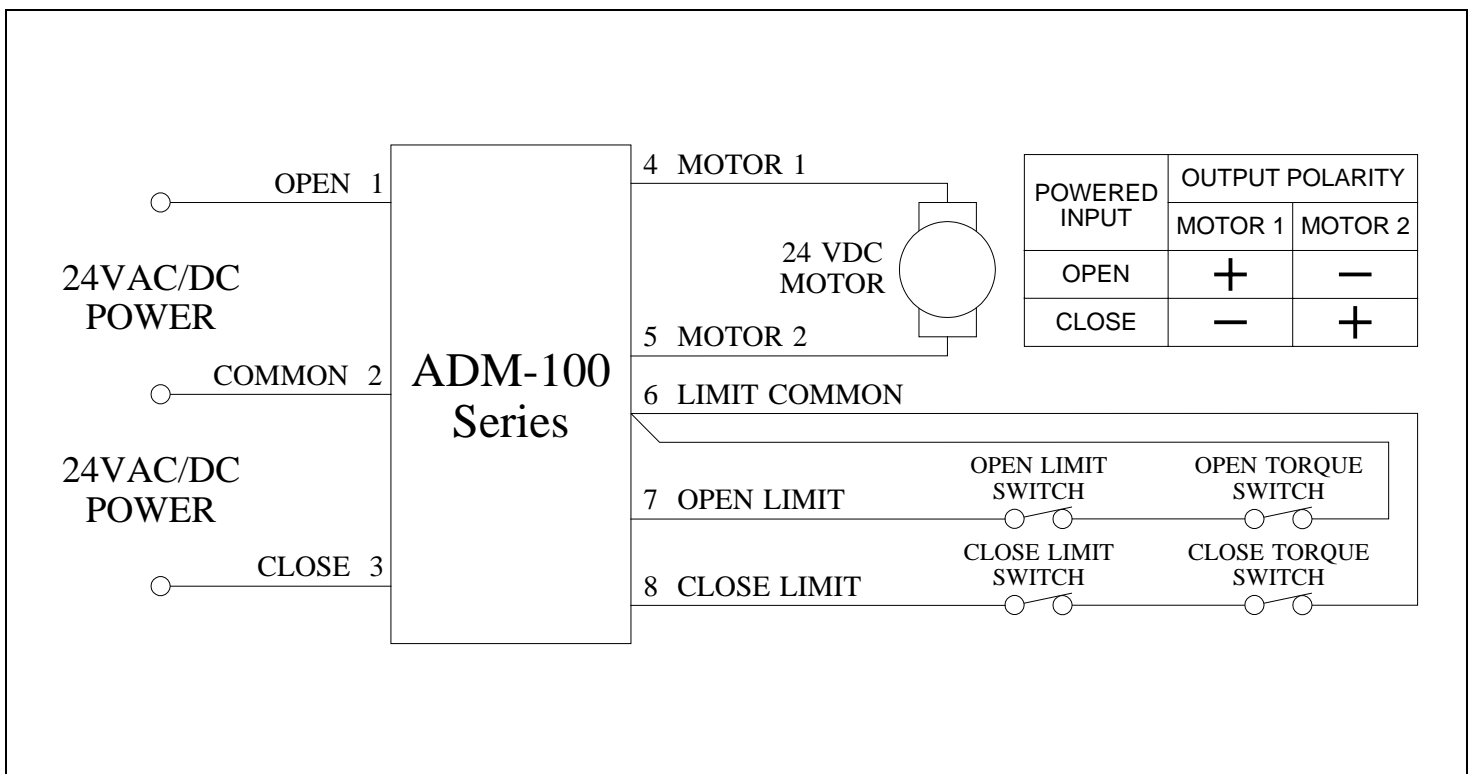 OPEN 1
24VAC/DC
POWER
COMMON 2
24VAC/DC
POWER
CLOSE 3
ADM-100
Series
4 MOTOR 1
24 VDC
MOTOR
5 MOTOR 2
6 LIMIT COMMON
7 OPEN LIMIT
OPEN LIMIT
SWITCH
OPEN TORQUE
SWITCH
8 CLOSE LIMIT
CLOSE LIMIT
SWITCH
CLOSE TORQUE
SWITCH
POWERED
INPUT
OUTPUT POLARITY
MOTOR 1 MOTOR 2
OPEN + −
CLOSE − +